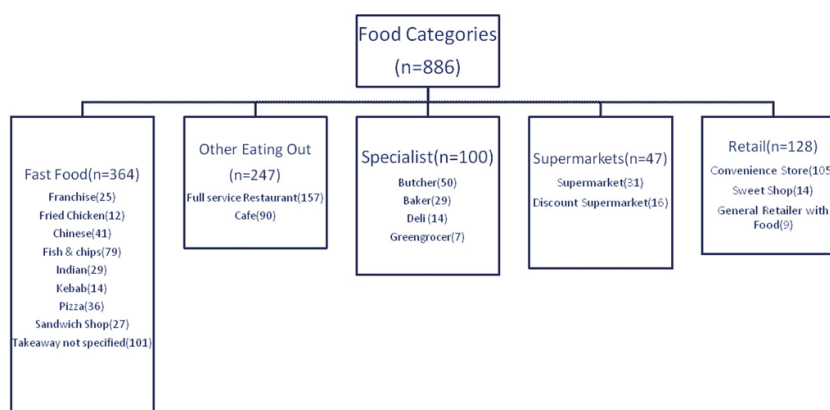 Food Categories
(n=886)
Fast Food(n=364)
Franchise(25)
Fried Chicken(12)
Chinese(41)
Fish & chips(79)
Indian(29)
Kebab(14)
Pizza(36)
Sandwich Shop(27)
Takeaway not specified(101)
Other Eating Out
(n=247)
Full service Restaurant(157)
Cafe(90)
Specialist(n=100)
Butcher(50)
Baker(29)
Deli (14)
Greengrocer(7)
Supermarkets(n=47)
Supermarket(31)
Discount Supermarket(16)
Retail(n=128)
Convenience Store(105
Sweet Shop(14)
General Retailer with
Food(9)